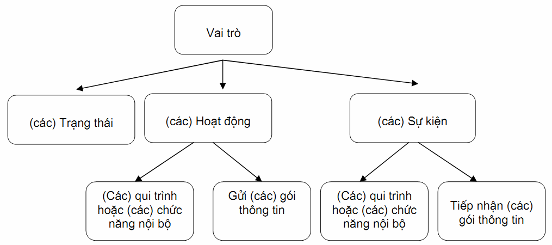 Vai trò
(các) Trạng thái
(các) Hoạt động
(các) Sự kiện
(Các) qui trình
hoặc (các) chức
năng nội bộ
Gửi (các) gói
thông tin
(Các) qui trình
hoặc (các) chức
năng nội bộ
Tiếp nhận (các)
gói thông tin